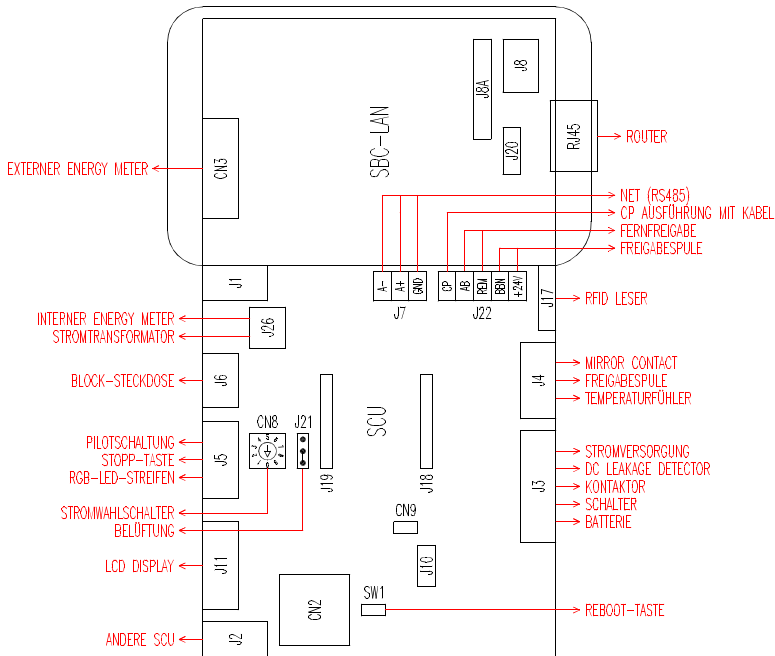 J8
J8A
SBC-LAN
RJ45
ROUTER
J20
CN3
EXTERNER ENERGY METER
NET (RS485)
CP AUSFÜHRUNG MIT KABEL
FERNFREIGABE
FREIGABESPULE
J1
A-
A+
GND
CP
AB
REM
BBN
+24V
J17
RFID LESER
J7
J22
INTERNER ENERGY METER
STROMTRANSFORMATOR
J26
BLOCK-STECKDOSE
J6
J4
MIRROR CONTACT
FREIGABESPULE
TEMPERATURFÜHLER
CN8
J21
SCU
PILOTSCHALTUNG
STOPP-TASTE
RGB-LED-STREIFEN
J5
J19
J18
J3
STROMVERSORGUNG
DC LEAKAGE DETECTOR
KONTAKTOR
SCHALTER
BATTERIE
STROMWAHLSCHALTER
BELÜFTUNG
CN9
LCD DISPLAY
J11
J10
CN2
SW1
REBOOT-TASTE
ANDERE SCU
J2